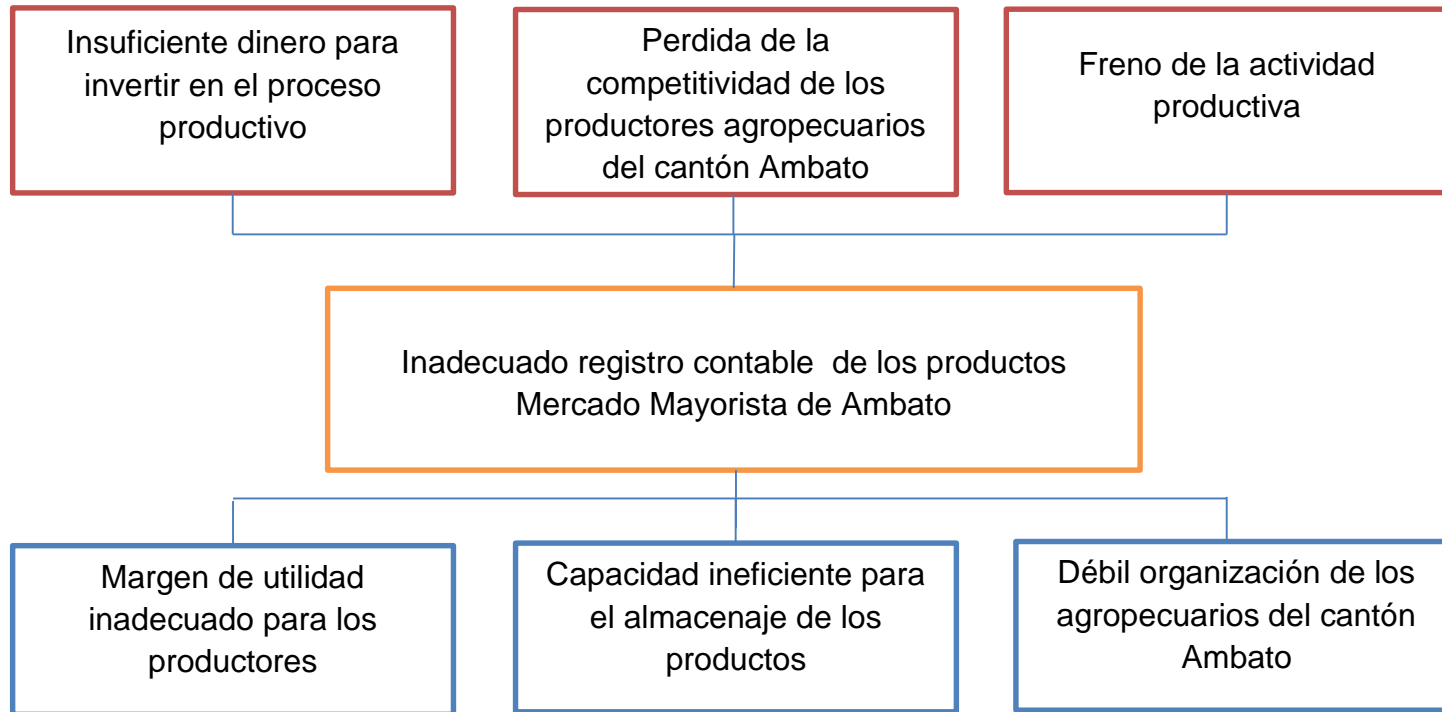 Insuficiente dinero para
invertir en el proceso
productivo
Perdida de la
competitividad de los
productores agropecuarios
del cantón Ambato
Freno de la actividad
productiva
Inadecuado registro contable  de los productos
Mercado Mayorista de Ambato
Margen de utilidad
inadecuado para los
productores
Capacidad ineficiente para
el almacenaje de los
productos
Débil organización de los
agropecuarios del cantón
Ambato